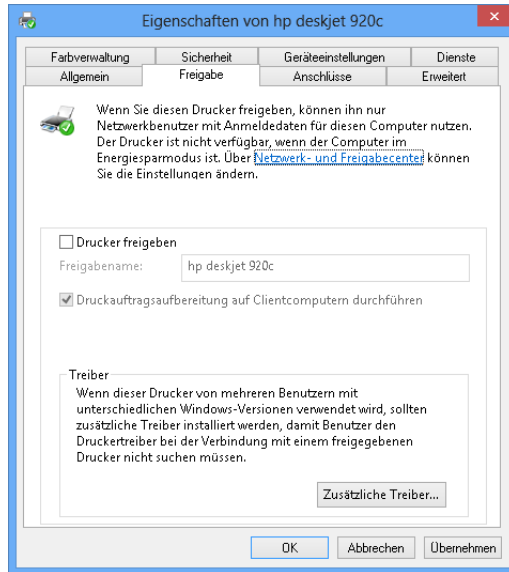 Eigenschaften von hp deskjet 920c
Farbverwaltung Sicherheit Geräteeinstellungen Dienste
Allgemein Freigabe Anschlüsse Erweitert
Wenn Sie diesen Drucker freigeben, können ihn nur
Netzwerkbenutzer mit Anmeldedaten für diesen Computer nutzen.
Der Drucker ist nicht verfügbar, wenn der Computer im
Energiesparmodus ist. Über Netzwerk- und Freigabecenter können
Sie die Einstellungen ändern.
Drucker freigeben
Freigabename: hp deskjet 920c
Druckauftragsaufbereitung auf Clientcomputern durchführen
Treiber
Wenn dieser Drucker von mehreren Benutzern mit
unterschiedlichen Windows-Versionen verwendet wird, sollten
zusätzliche Treiber installiert werden, damit Benutzer den
Druckertreiber bei der Verbindung mit einem freigegebenen
Drucker nicht suchen müssen.
Zusätzliche Treiber...
OK Abbrechen Übernehmen